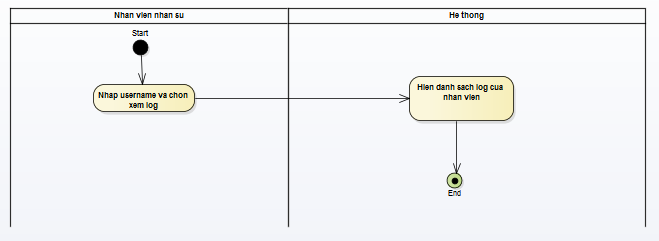 Nhan vien nhan su
He thong
Start
Nhap username va chon
xem log
Hien danh sach log cua
nhan vien
End